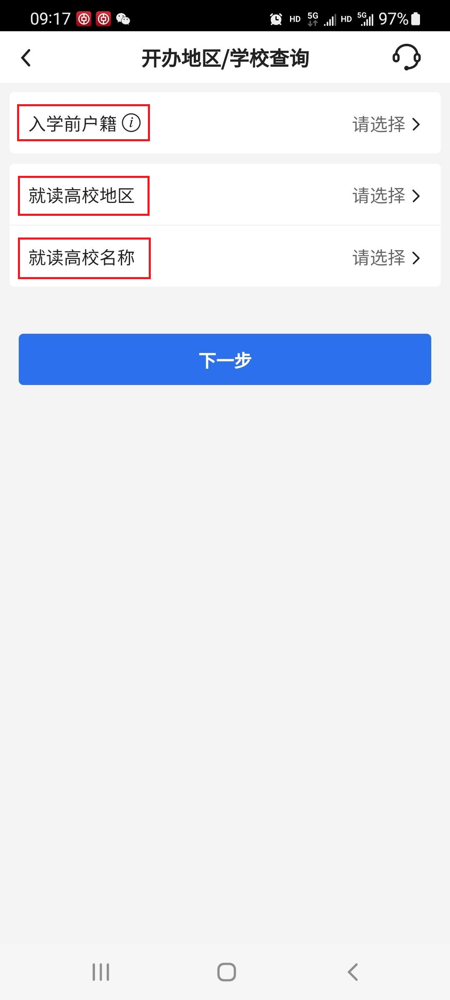 09:17 HD 5G HD 5G 97%
开办地区/学校查询
入学前户籍 i 请选择
就读高校地区 请选择
就读高校名称 请选择
下一步